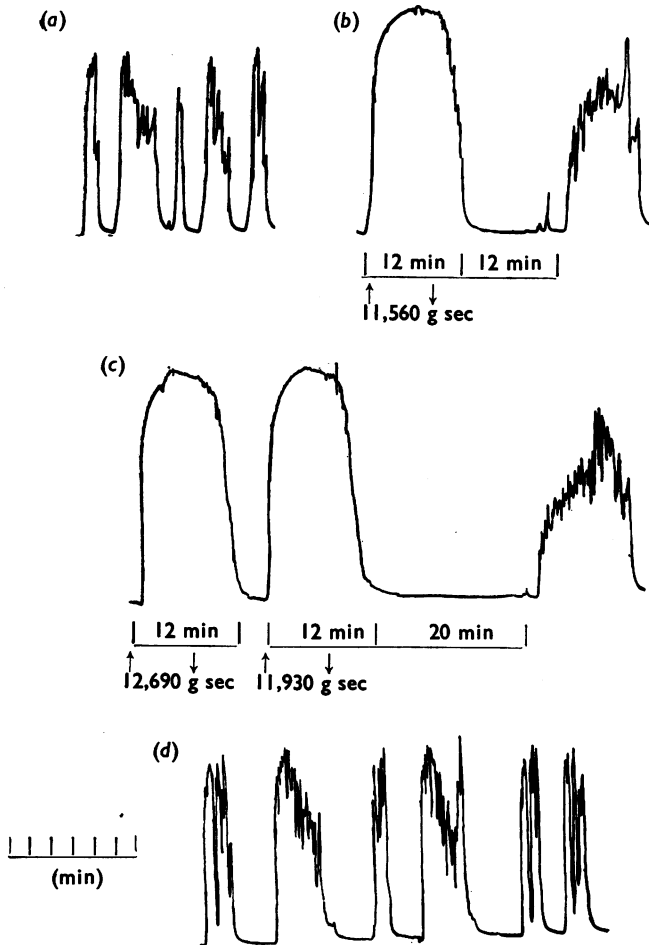 (a)
(b)
12 min 12 min
11,560 g sec
(c)
12 min 12 min 20 min
12,690 g sec 11,930 g sec
(d)
(min)